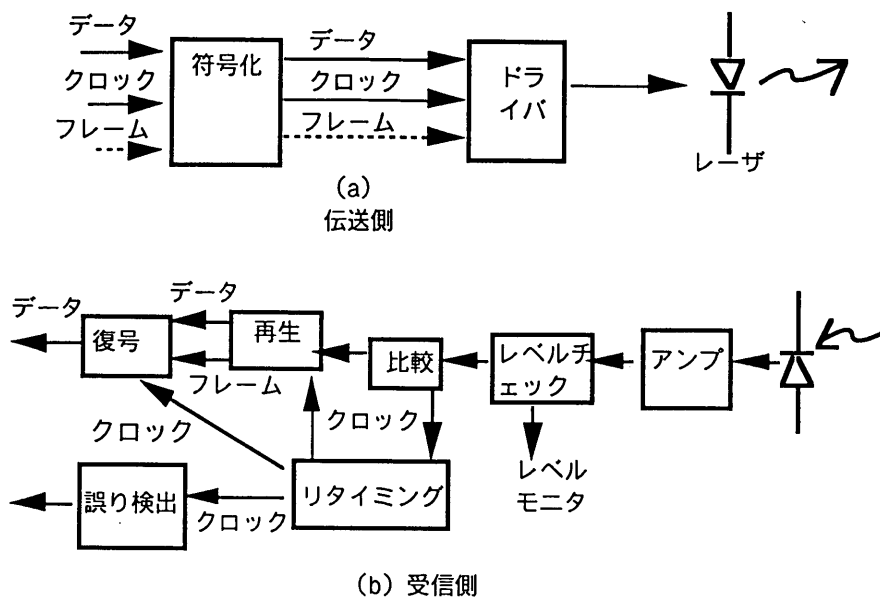 データ
クロック
フレーム
符号化
データ
クロック
フレーム
ドラ
イバ
レーザ
(a)
伝送側
データ
復号
データ
フレーム
再生
比較
レベルチ
ェック
アンプ
クロック
クロック
レベル
モニタ
リタイミング
誤り検出
クロック
(b) 受信側